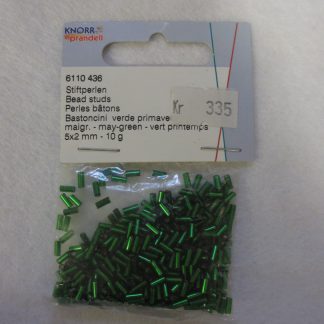 KNORR
prandell
6110 436
Stiftperlen
Bead studs
Perles bâtons
Bastoncini verde primave
maigr. - may-green - vert printemps
5x2 mm - 10 g
Kr 335